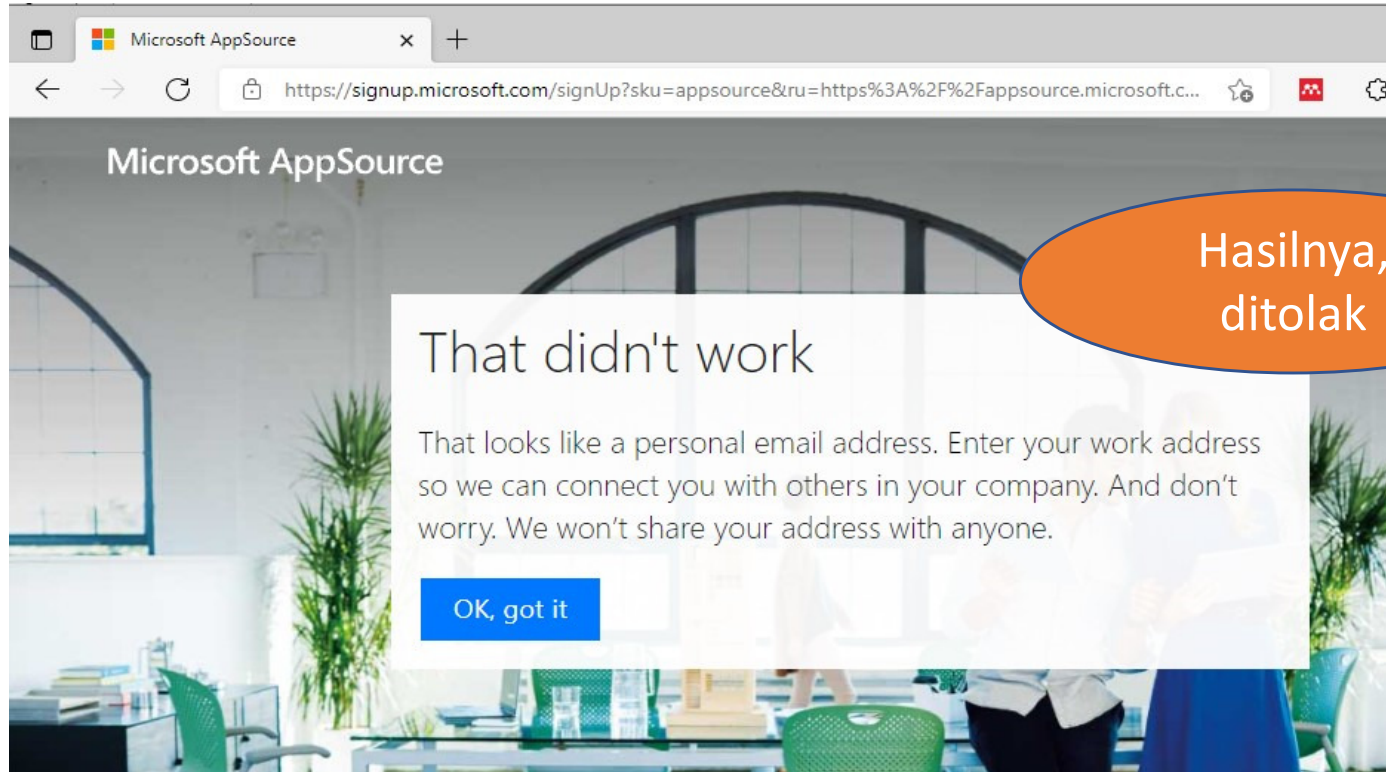 Microsoft AppSource
https://signup.microsoft.com/signUp?sku=appsource&ru=https%3A%2F%2Fappsource.microsoft.c...
Microsoft AppSource
Hasilnya,
ditolak
That didn't work
That looks like a personal email address. Enter your work address
so we can connect you with others in your company. And don't
worry. We won't share your address with anyone.
OK, got it